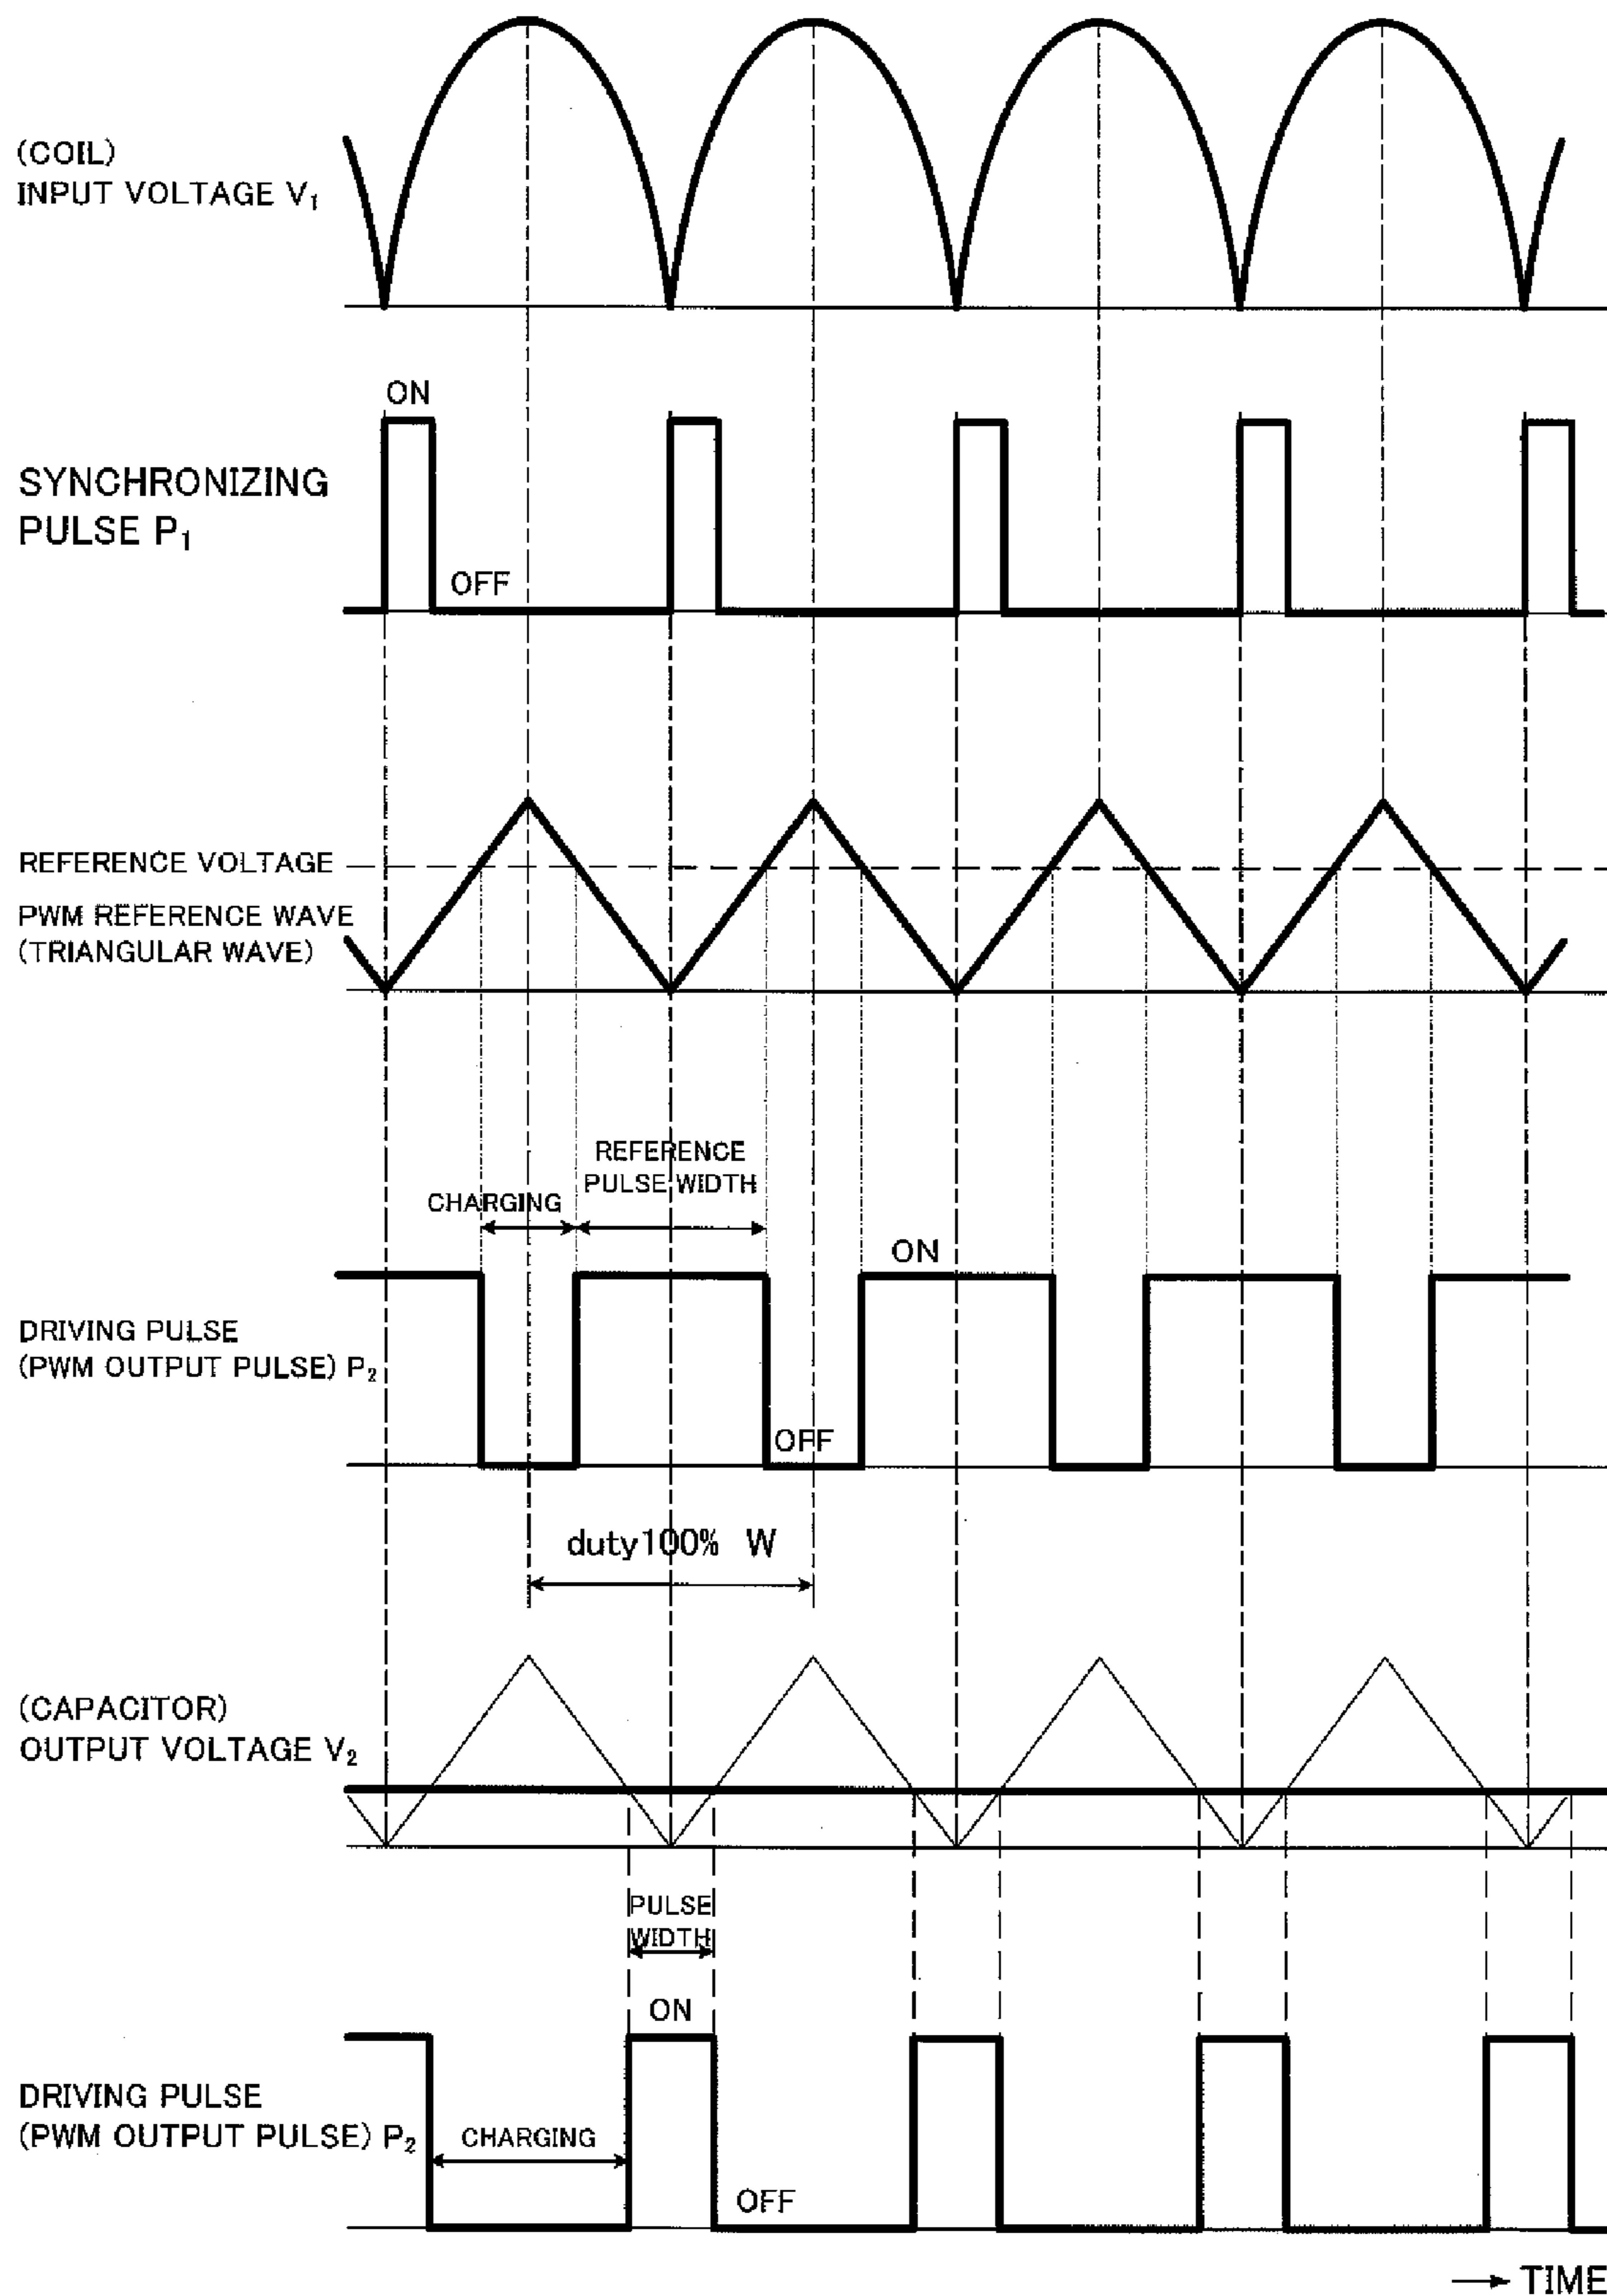 (COIL)
INPUT VOLTAGE V₁
ON
SYNCHRONIZING
PULSE P₁
OFF
REFERENCE VOLTAGE
PWM REFERENCE WAVE
(TRIANGULAR WAVE)
REFERENCE
PULSE WIDTH
CHARGING
ON
DRIVING PULSE
(PWM OUTPUT PULSE) P₂
OFF
duty100% W
(CAPACITOR)
OUTPUT VOLTAGE V₂
PULSE
WIDTH
ON
DRIVING PULSE
(PWM OUTPUT PULSE) P₂
CHARGING
OFF
TIME